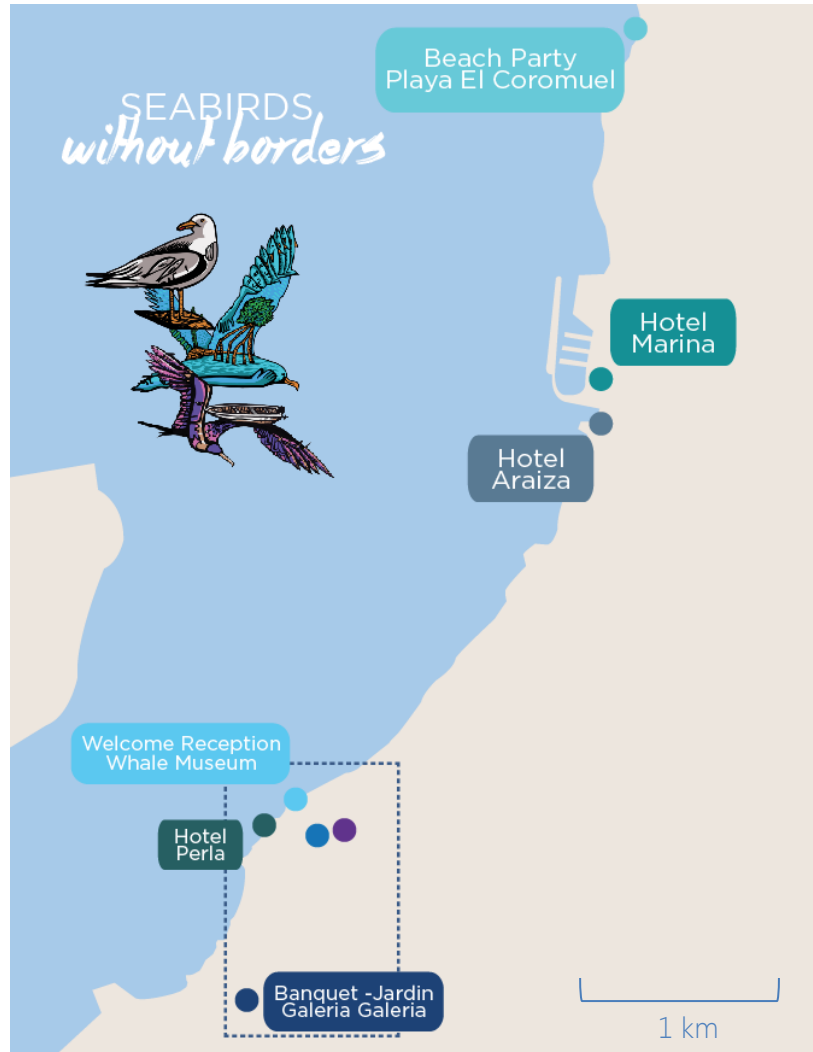 Beach Party
Playa El Coromuel
SEABIRDS
without borders
Hotel
Marina
Hotel
Araiza
Welcome Reception
Whale Museum
Hotel
Perla
Banquet -Jardin
Galeria Galeria
1 km